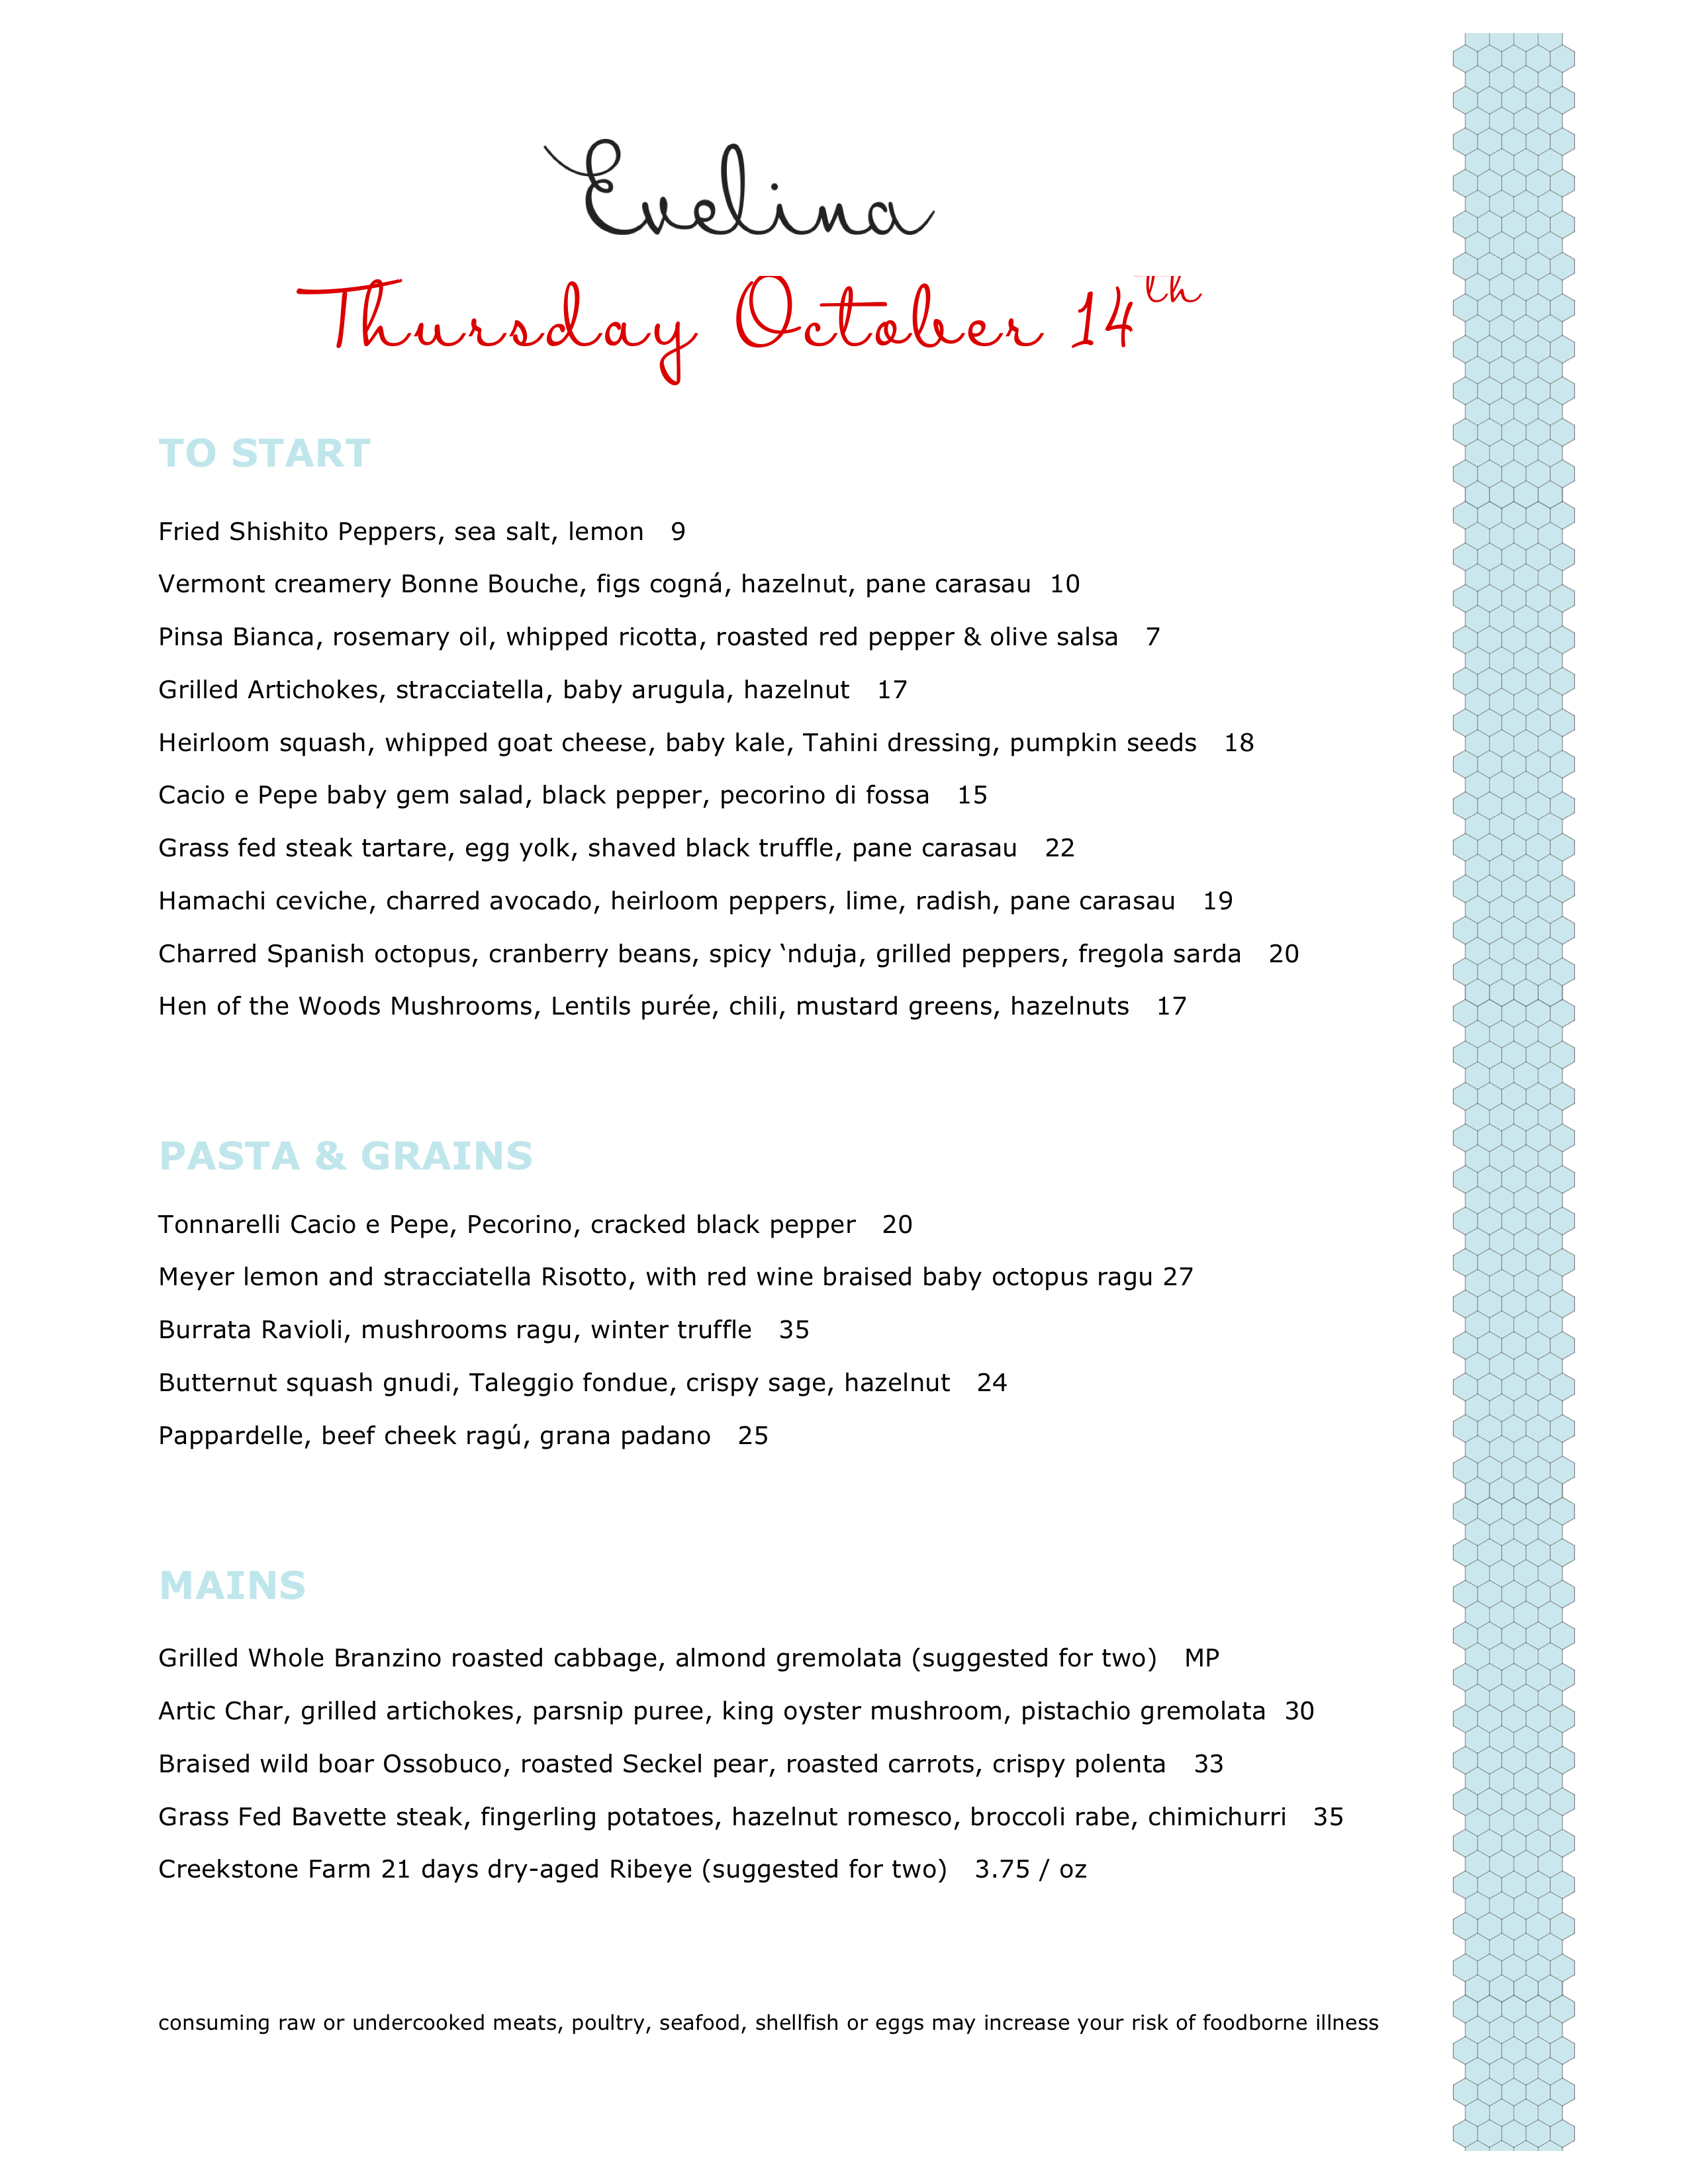 Evelina
Thursday October 14th
TO START
Fried Shishito Peppers, sea salt, lemon 9
Vermont creamery Bonne Bouche, figs cogná, hazelnut, pane carasau 10
Pinsa Bianca, rosemary oil, whipped ricotta, roasted red pepper & olive salsa 7
Grilled Artichokes, stracciatella, baby arugula, hazelnut 17
Heirloom squash, whipped goat cheese, baby kale, Tahini dressing, pumpkin seeds 18
Cacio e Pepe baby gem salad, black pepper, pecorino di fossa 15
Grass fed steak tartare, egg yolk, shaved black truffle, pane carasau 22
Hamachi ceviche, charred avocado, heirloom peppers, lime, radish, pane carasau 19
Charred Spanish octopus, cranberry beans, spicy ‛nduja, grilled peppers, fregola sarda 20
Hen of the Woods Mushrooms, Lentils purée, chili, mustard greens, hazelnuts 17
PASTA & GRAINS
Tonnarelli Cacio e Pepe, Pecorino, cracked black pepper 20
Meyer lemon and stracciatella Risotto, with red wine braised baby octopus ragu 27
Burrata Ravioli, mushrooms ragu, winter truffle 35
Butternut squash gnudi, Taleggio fondue, crispy sage, hazelnut 24
Pappardelle, beef cheek ragú, grana padano 25
MAINS
Grilled Whole Branzino roasted cabbage, almond gremolata (suggested for two) MP
Artic Char, grilled artichokes, parsnip puree, king oyster mushroom, pistachio gremolata 30
Braised wild boar Ossobuco, roasted Seckel pear, roasted carrots, crispy polenta 33
Grass Fed Bavette steak, fingerling potatoes, hazelnut romesco, broccoli rabe, chimichurri 35
Creekstone Farm 21 days dry-aged Ribeye (suggested for two) 3.75 / oz
consuming raw or undercooked meats, poultry, seafood, shellfish or eggs may increase your risk of foodborne illness